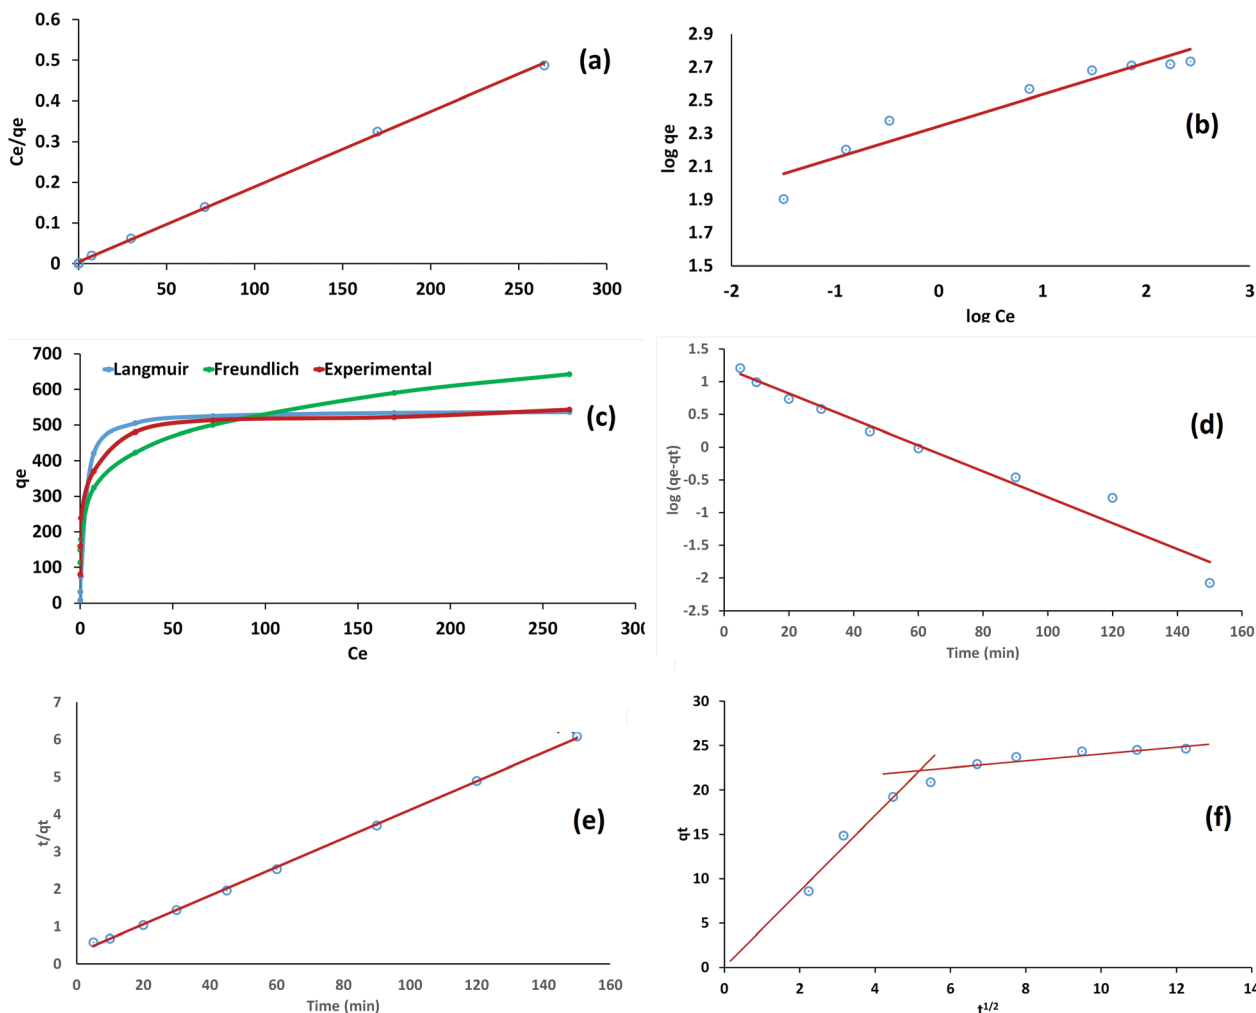 (a)
Ce/qe
0.6
0.5
0.4
0.3
0.2
0.1
0
0 50 100 150 200 250 300
(b)
log qe
2.9
2.7
2.5
2.3
2.1
1.9
1.7
1.5
-2 -1 0 1 2 3
log Ce
Langmuir Freundlich Experimental
(c)
qe
700
600
500
400
300
200
100
0
0 50 100 150 200 250 300
Ce
(d)
log (qe-qt)
1.5
1
0.5
0
-0.5
-1
-1.5
-2
-2.5
0 20 40 60 80 100 120 140 160
Time (min)
(e)
t/qt
7
6
5
4
3
2
1
0
0 20 40 60 80 100 120 140 160
Time (min)
(f)
qt
30
25
20
15
10
5
0
0 2 4 6 8 10 12 14
t1/2